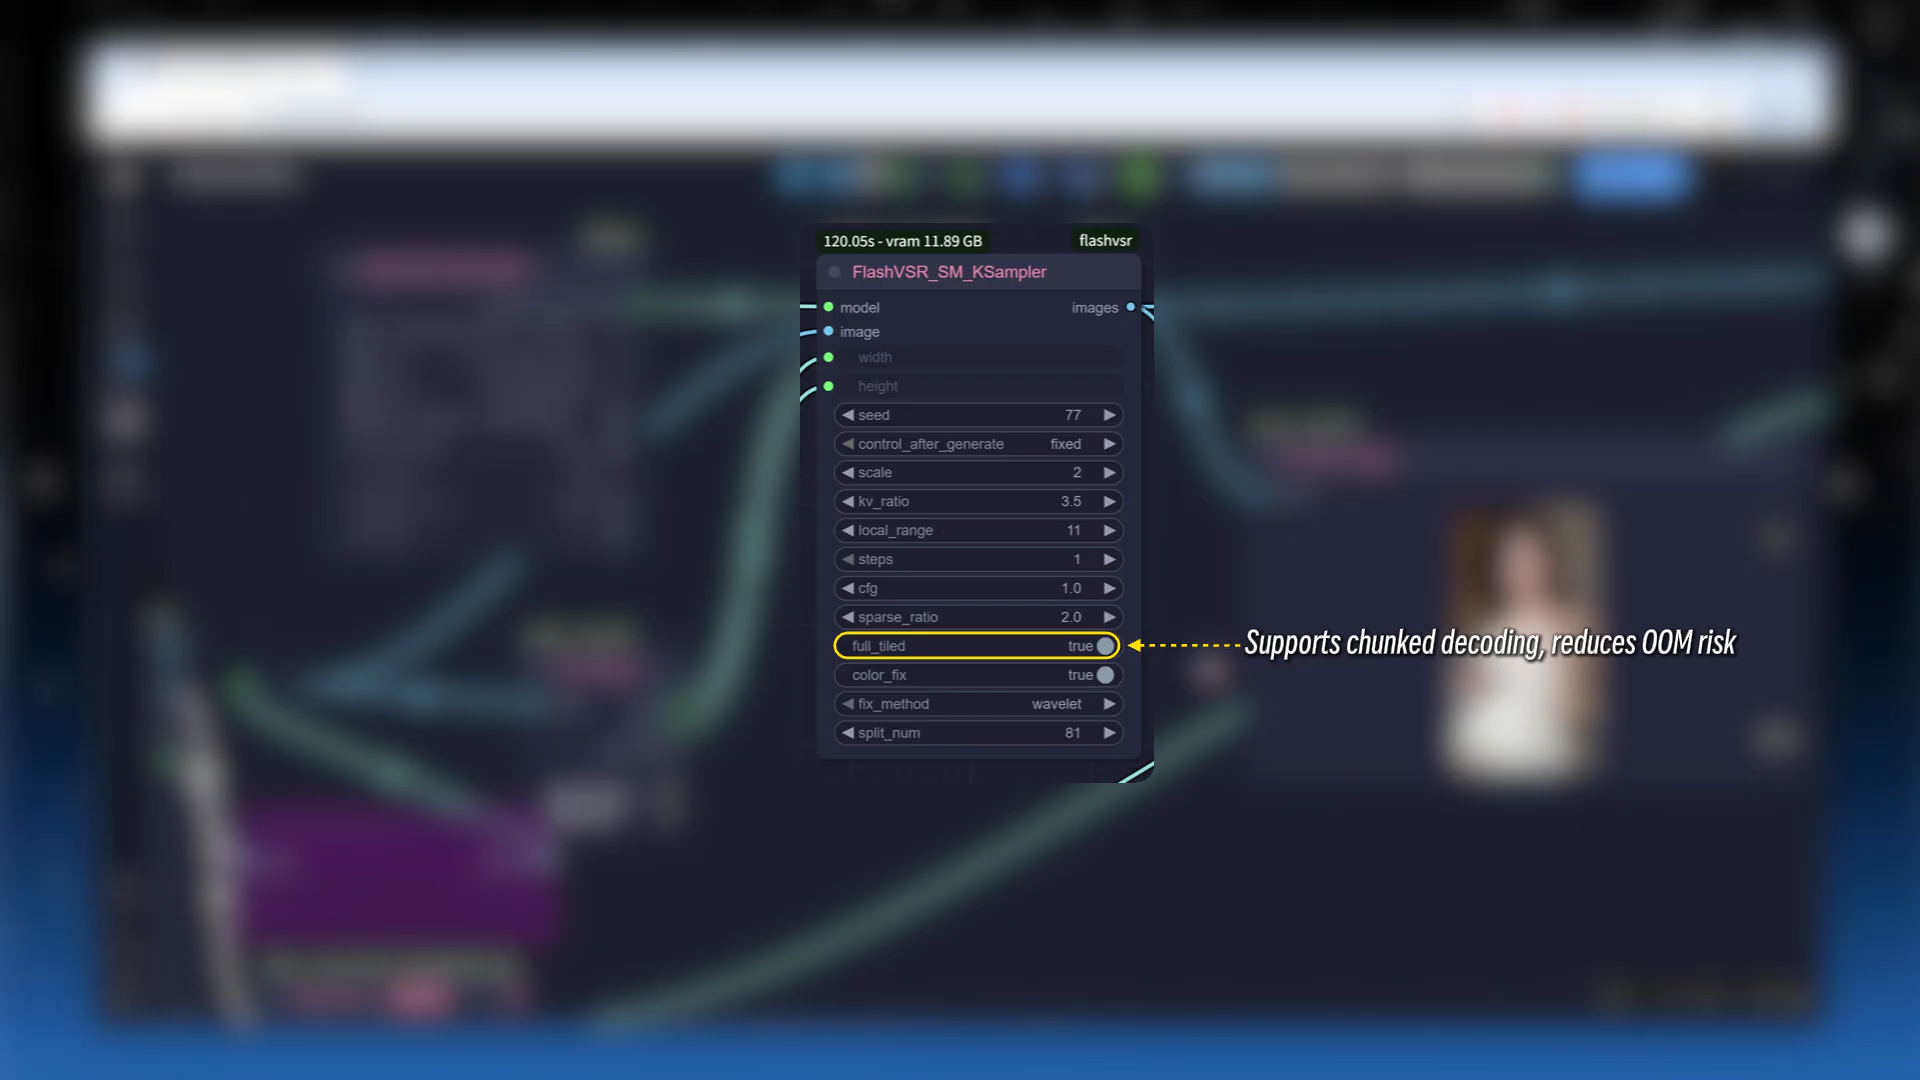 120.05s - vram 11.89 GB flashvsr
FlashVSR_SM_KSampler
model images
image
width
height
seed 77
control_after_generate fixed
scale 2
kv_ratio 3.5
local_range 11
steps 1
cfg 1.0
sparse_ratio 2.0
full_tiled true
Supports chunked decoding, reduces OOM risk
color_fix true
fix_method wavelet
split_num 81